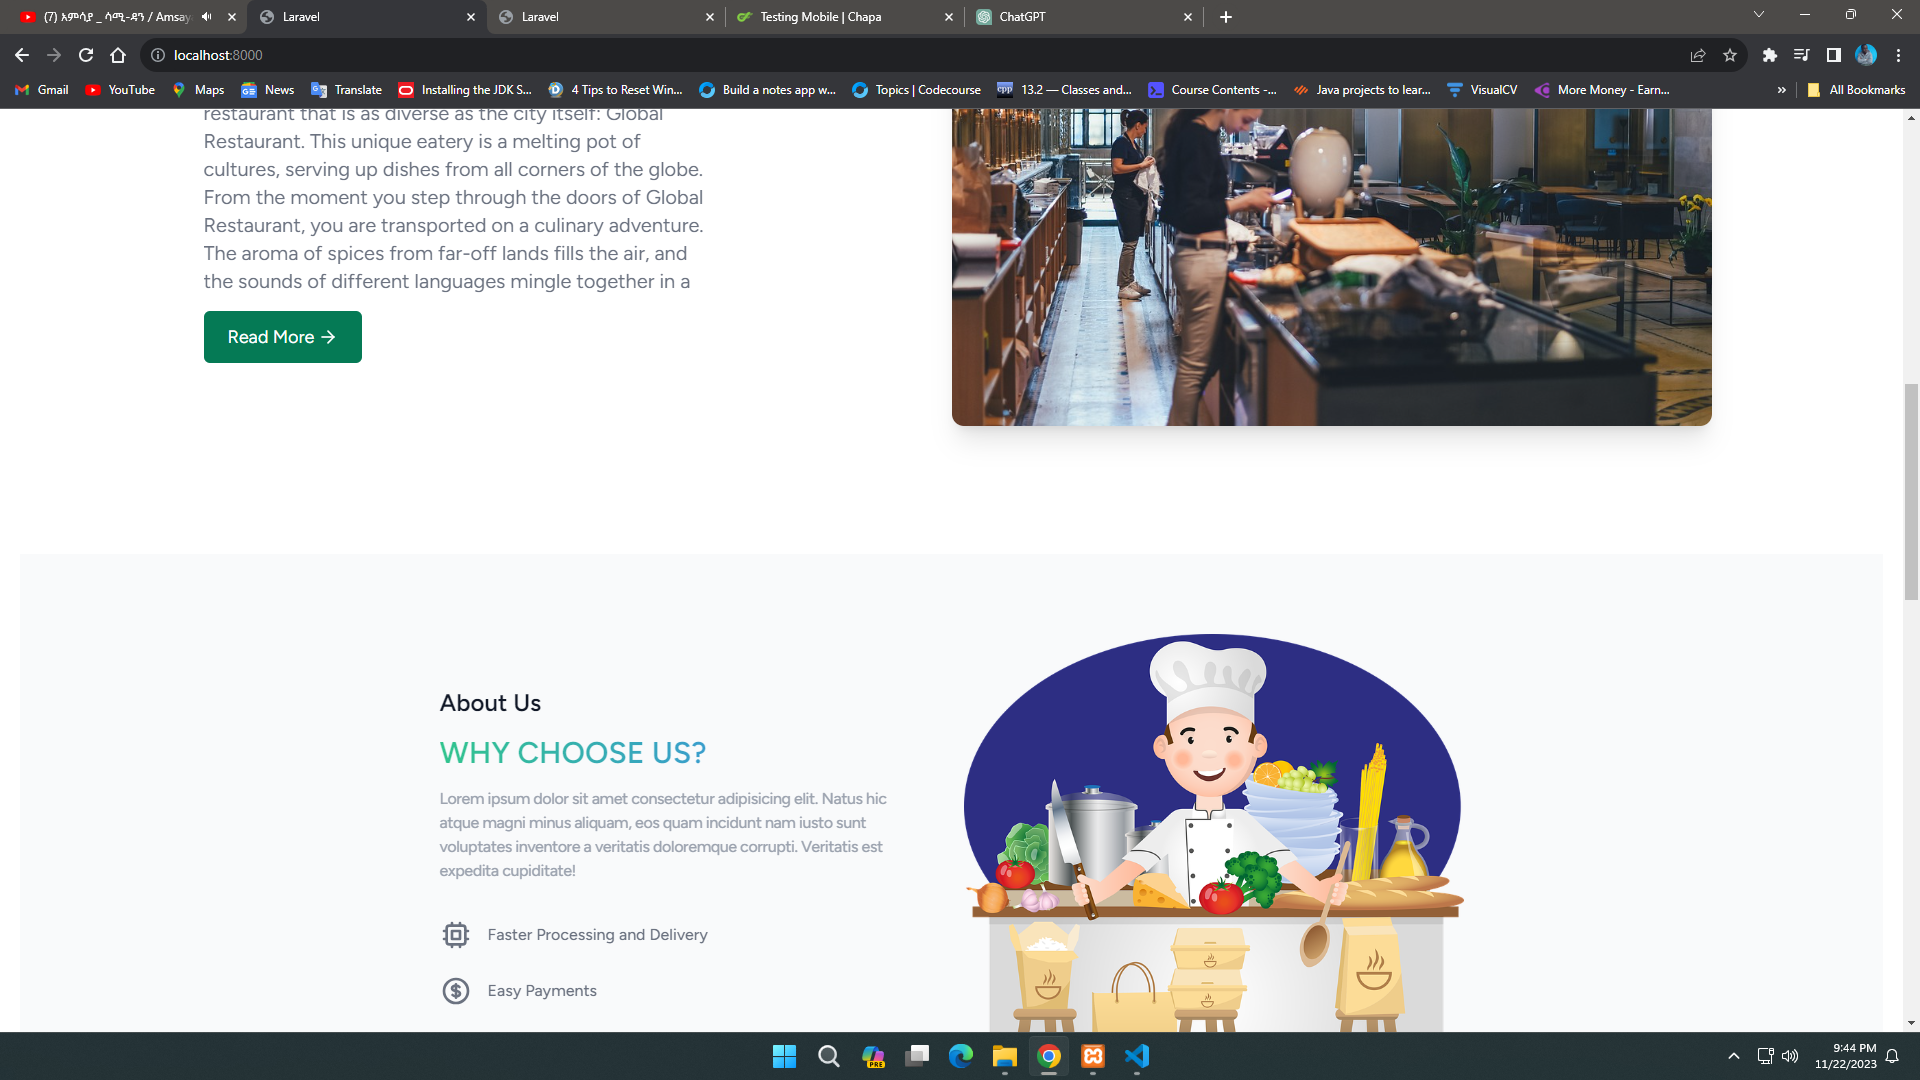 (7) አምሳያ _ ሳሚ-ዳን / Amsay
Laravel
Laravel
Testing Mobile | Chapa
ChatGPT
localhost:8000
Gmail
YouTube
Maps
News
Translate
Installing the JDK S...
4 Tips to Reset Win...
Build a notes app w...
Topics | Codecourse
13.2 — Classes and...
Course Contents -...
Java projects to lear...
VisualCV
More Money - Earn...
»
All Bookmarks
restaurant that is as diverse as the city itself: Global
Restaurant. This unique eatery is a melting pot of
cultures, serving up dishes from all corners of the globe.
From the moment you step through the doors of Global
Restaurant, you are transported on a culinary adventure.
The aroma of spices from far-off lands fills the air, and
the sounds of different languages mingle together in a
Read More →
About Us
WHY CHOOSE US?
Lorem ipsum dolor sit amet consectetur adipisicing elit. Natus hic
atque magni minus aliquam, eos quam incidunt nam iusto sunt
voluptates inventore a veritatis doloremque corrupti. Veritatis est
expedita cupiditate!
Faster Processing and Delivery
Easy Payments
PRE
9:44 PM
11/22/2023